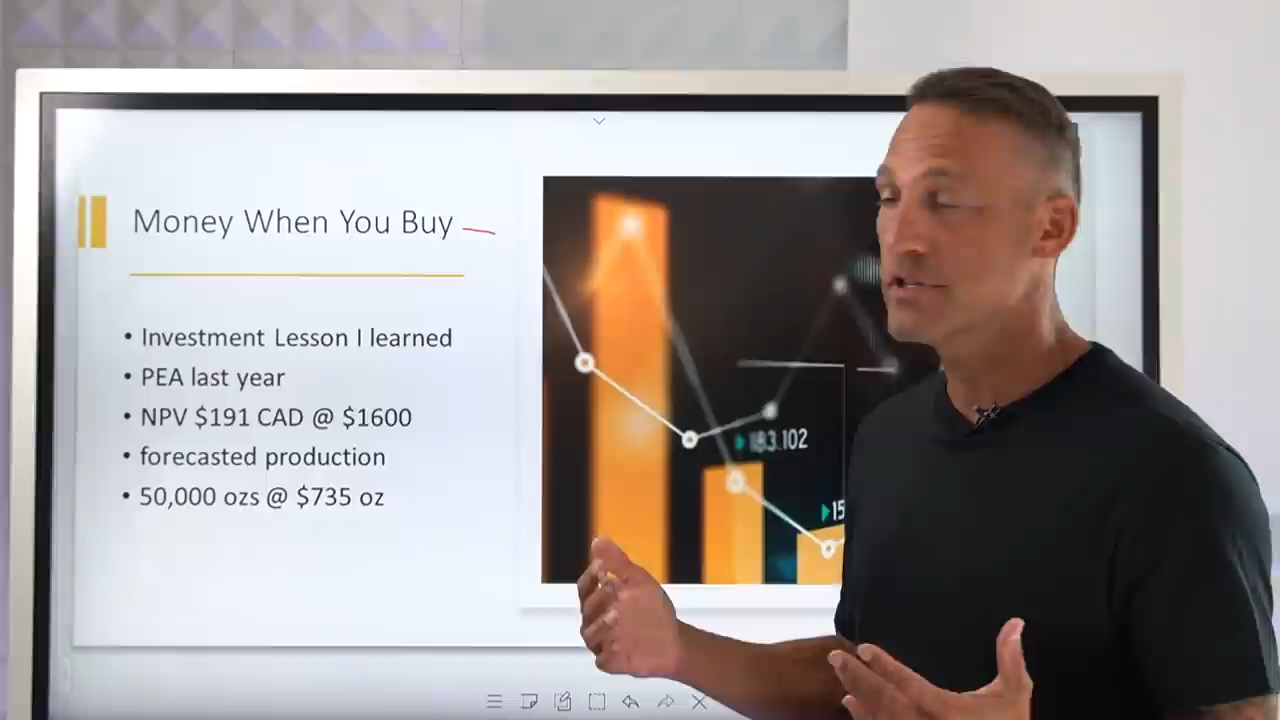 Money When You Buy
• Investment Lesson I learned
• PEA last year
• NPV $191 CAD @ $1600
• forecasted production
• 50,000 ozs @ $735 oz
183.102
15